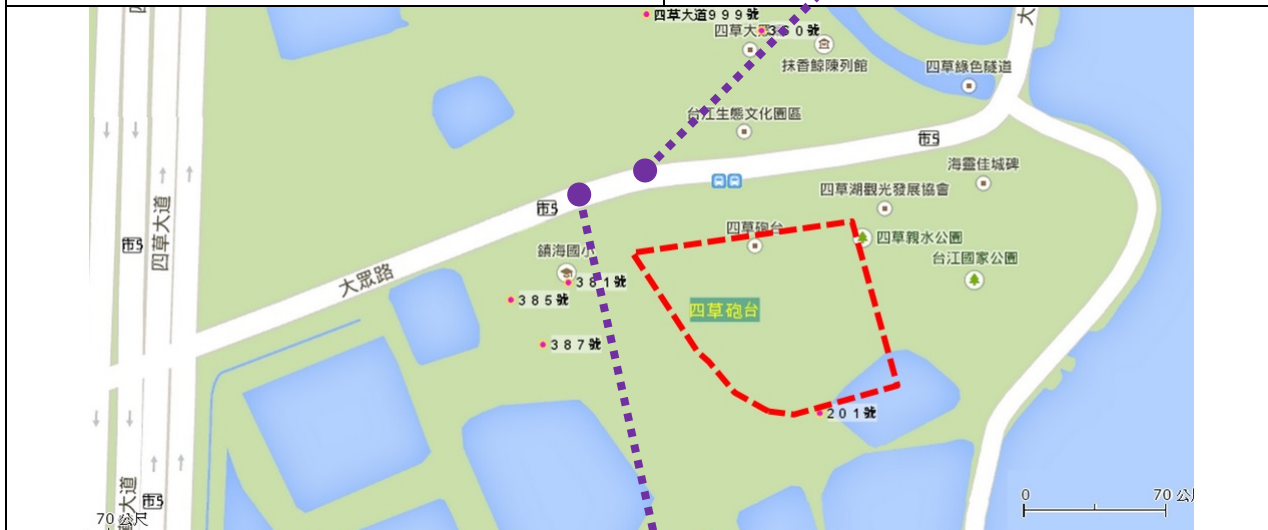 四草大道999號
四草大
360號
抹香鯨陳列館
四草綠色隧道
台江生態文化園區
市5
海靈佳城碑
四草湖觀光發展協會
市5
四草砲台
四草大道
市5
鎮海國小
四草親水公園
台江國家公園
大眾路
381號
385號
四草砲台
387號
201號
大道
市5
0
70 公
70 公尺